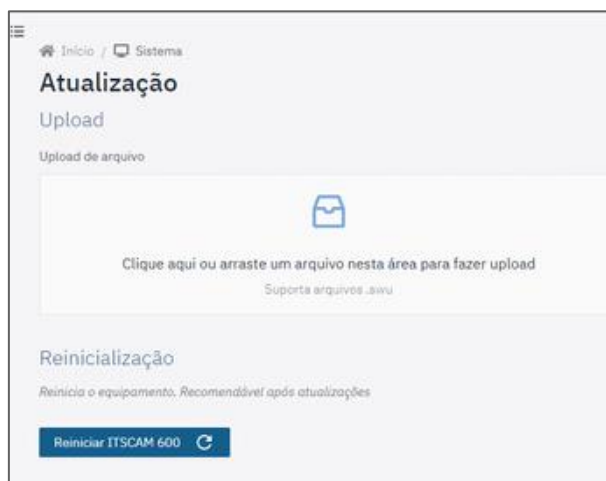 Início / Sistema
Atualização
Upload
Upload de arquivo
Clique aqui ou arraste um arquivo nesta área para fazer upload
Suporta arquivos .swu
Reinicialização
Reinicia o equipamento. Recomendável após atualizações
Reiniciar ITSCAM 600